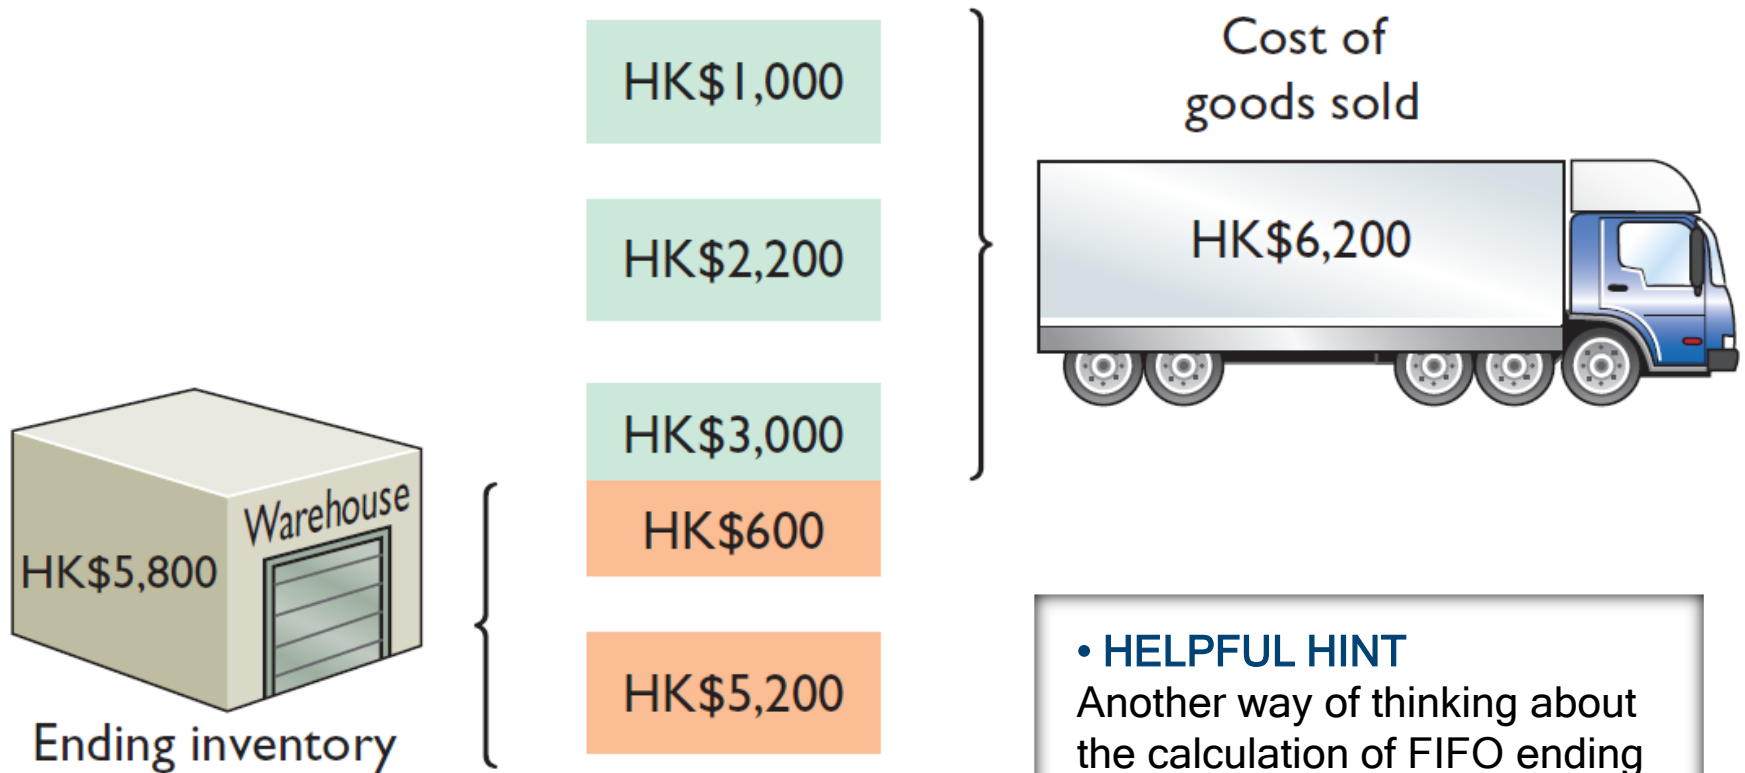 HK$1,000
HK$2,200
HK$3,000
HK$600
HK$5,200
Cost of
goods sold
HK$6,200
Warehouse
HK$5,800
Ending inventory
• HELPFUL HINT
Another way of thinking about
the calculation of FIFO ending